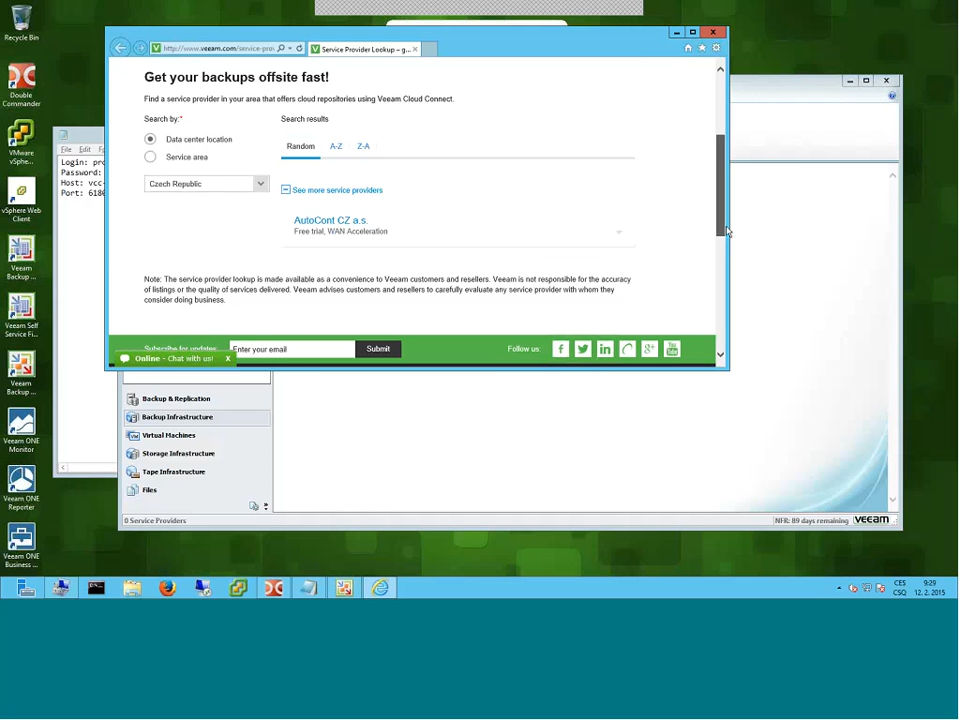 Recycle Bin
Double
Commander
VMware
vSphe...
vSphere Web
Client
Veeam
Backup ...
Veeam Self
Service Fi...
Veeam
Backup ...
Veeam ONE
Monitor
Veeam ONE
Reporter
Veeam ONE
Business ...
File Edit
Login:
Password:
Host: vcc-
Port: 618
http://www.veeam.com/service-pro
Service Provider Lookup – g...
Get your backups offsite fast!
Find a service provider in your area that offers cloud repositories using Veeam Cloud Connect.
Search by:*
Data center location
Service area
Czech Republic
Search results
Random A-Z Z-A
See more service providers
AutoCont CZ a.s.
Free trial, WAN Acceleration
Note: The service provider lookup is made available as a convenience to Veeam customers and resellers. Veeam is not responsible for the accuracy
of listings or the quality of services delivered. Veeam advises customers and resellers to carefully evaluate any service provider with whom they
consider doing business.
Subscribe for updates: Enter your email Submit Follow us:
Online - Chat with us! x
Backup & Replication
Backup Infrastructure
Virtual Machines
Storage Infrastructure
Tape Infrastructure
Files
0 Service Providers
NFR: 89 days remaining veeam
CES 9:29
CSQ 12. 2. 2015